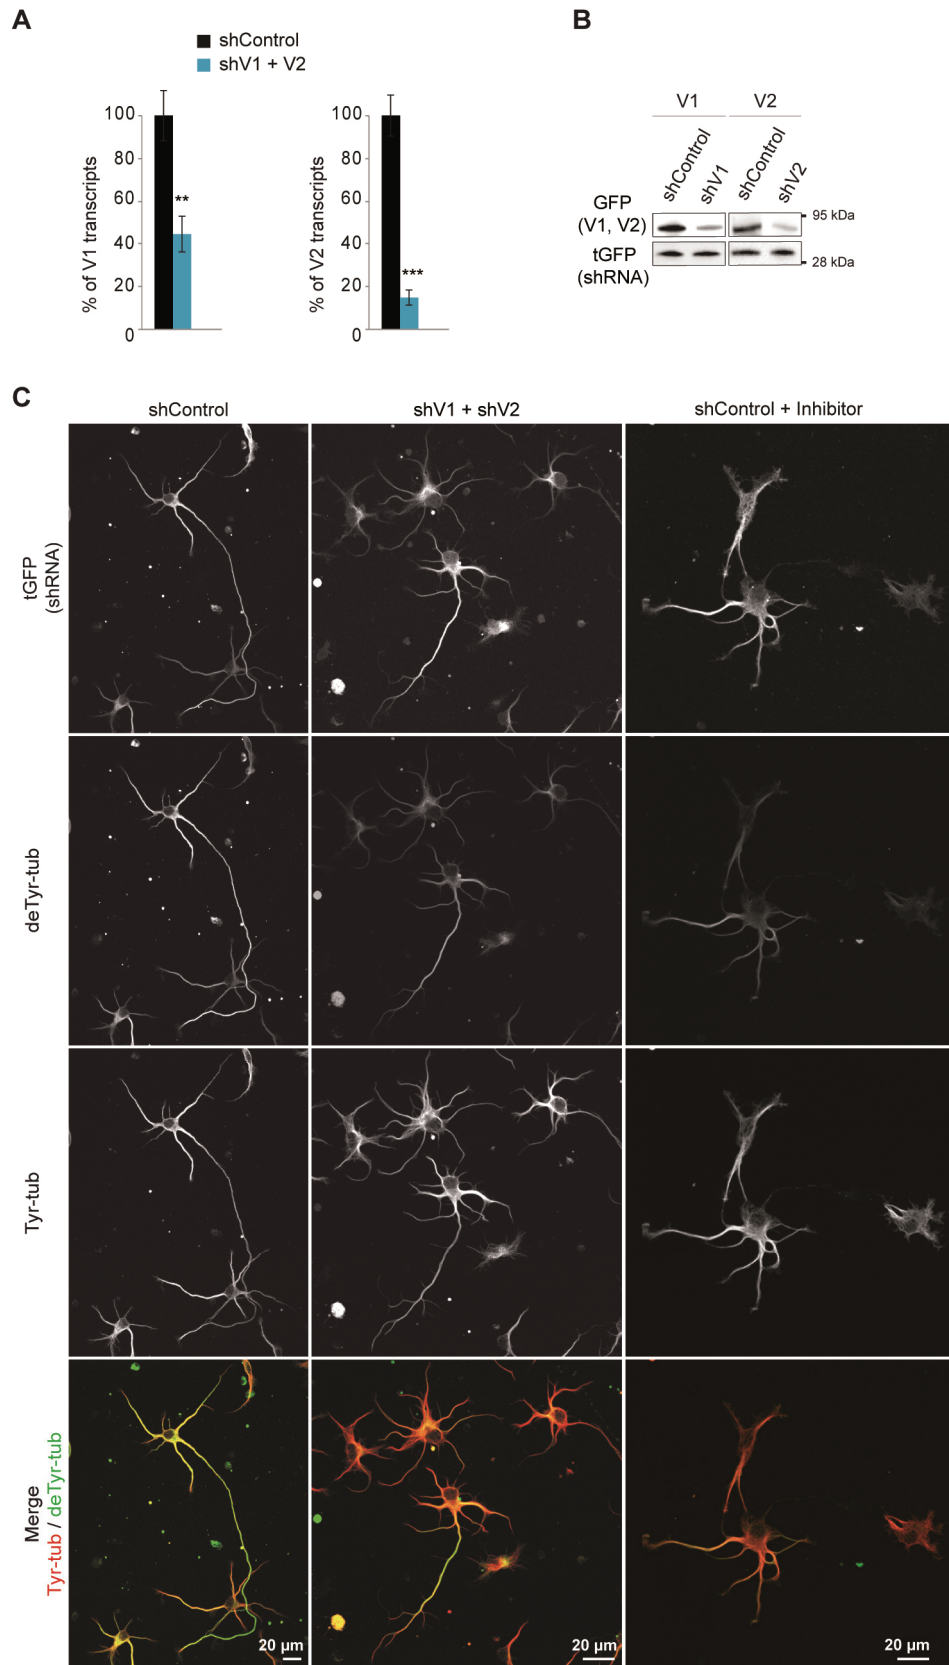 A
shControl
shV1 + V2
% of V1 transcripts
100
80
60
40
20
0
**
% of V2 transcripts
100
80
60
40
20
0
***
B
V1 V2
shControl shV1 shControl shV2
GFP
(V1, V2)
95 kDa
tGFP
(shRNA)
28 kDa
C
shControl shV1 + shV2 shControl + Inhibitor
tGFP
(shRNA)
deTyr-tub
Tyr-tub
Merge
Tyr-tub / deTyr-tub
20 µm 20 µm 20 µm